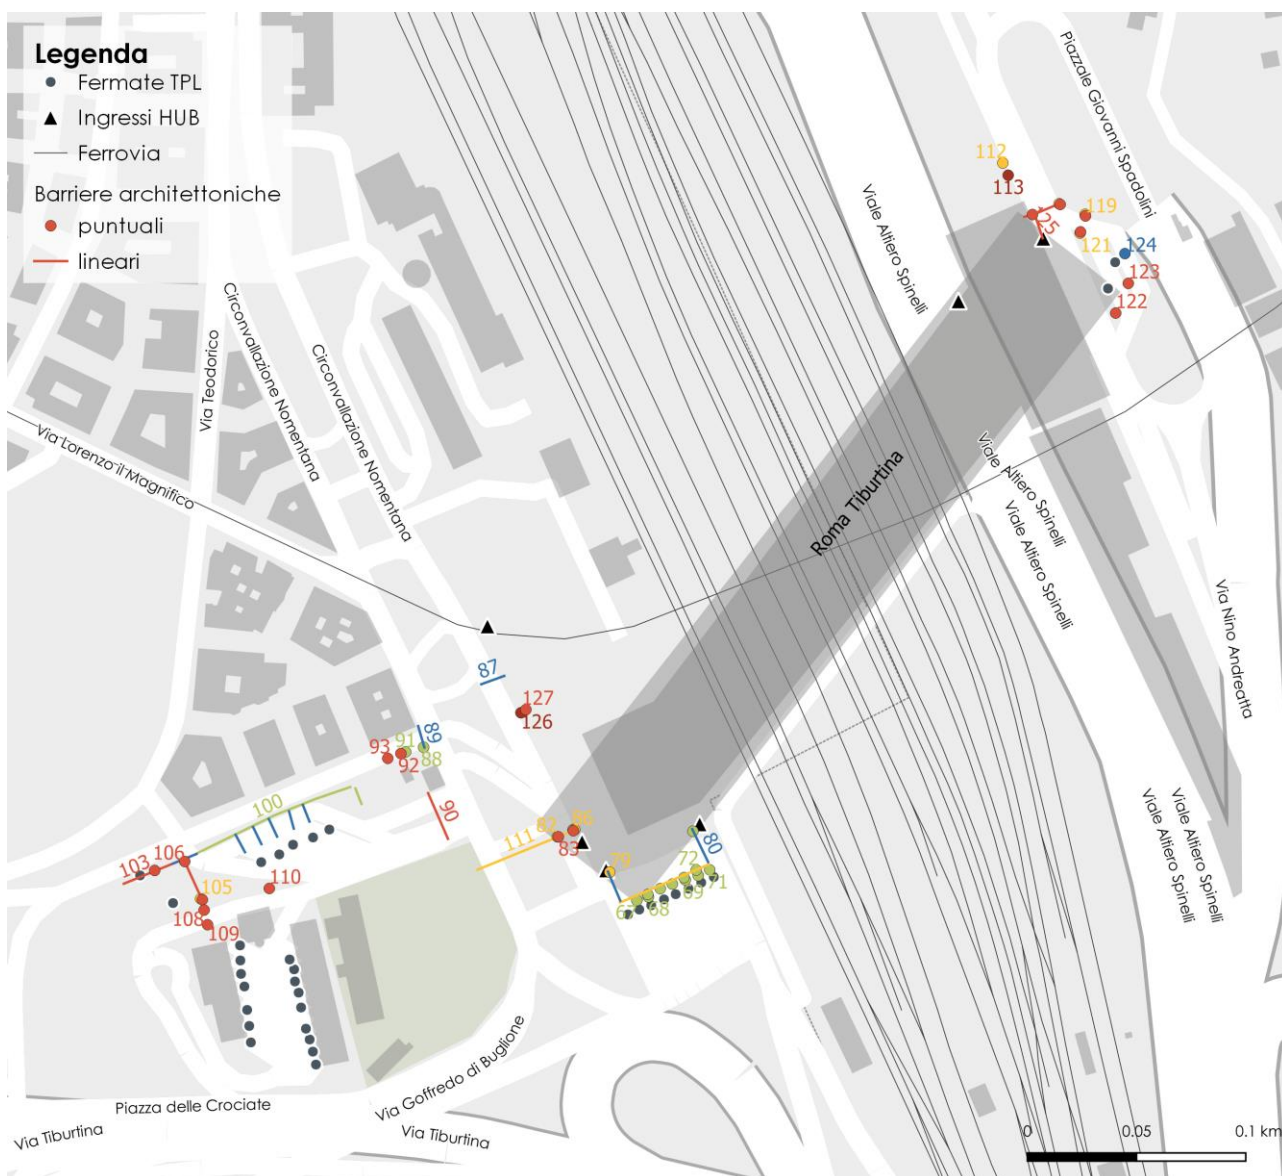 Legenda
Fermate TPL
Ingressi HUB
Ferrovia
Barriere architettoniche
puntuali
lineari
Piazzale Giovanni Spadolini
112
113
125
119
121
124
123
122
Viale Altiero Spinelli
Via Teodorico
Circonvallazione Nomentana
Circonvallazione Nomentana
Via Lorenzo il Magnifico
Roma Tiburtina
Viale Altiero Spinelli
Viale Altiero Spinelli
Via Nino Andreatta
87
127
126
89
91
88
93
92
90
100
111
82
86
83
79
80
72
71
69
68
103
106
105
110
108
109
Viale Altiero Spinelli
Viale Altiero Spinelli
Via Goffredo di Buglione
Piazza delle Crociate
Via Tiburtina
Via Tiburtina
0 0.05 0.1 km